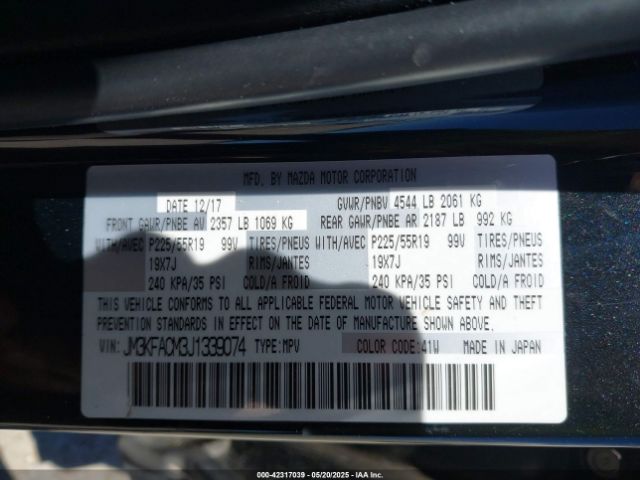 MFD. BY MAZDA MOTOR CORPORATION
DATE 12/17 GVWR/PNBV 4544 LB 2061 KG
FRONT GAWR/PNBE AV 2357 LB 1069 KG REAR GAWR/PNBE AR 2187 LB 992 KG
WITH/AVEC P225/55R19 99V TIRES/PNEUS WITH/AVEC P225/55R19 99V TIRES/PNEUS
19X7J RIMS/JANTES 19X7J RIMS/JANTES
240 KPA/35 PSI COLD/A FROID 240 KPA/35 PSI COLD/A FROID
THIS VEHICLE CONFORMS TO ALL APPLICABLE FEDERAL MOTOR VEHICLE SAFETY AND THEFT
PREVENTION STANDARDS IN EFFECT ON THE DATE OF MANUFACTURE SHOWN ABOVE.
VIN: JM3KFACM3J1339074 TYPE:MPV COLOR CODE:41W MADE IN JAPAN
000-42317039 | 05/20/2025 | IAAI.COM